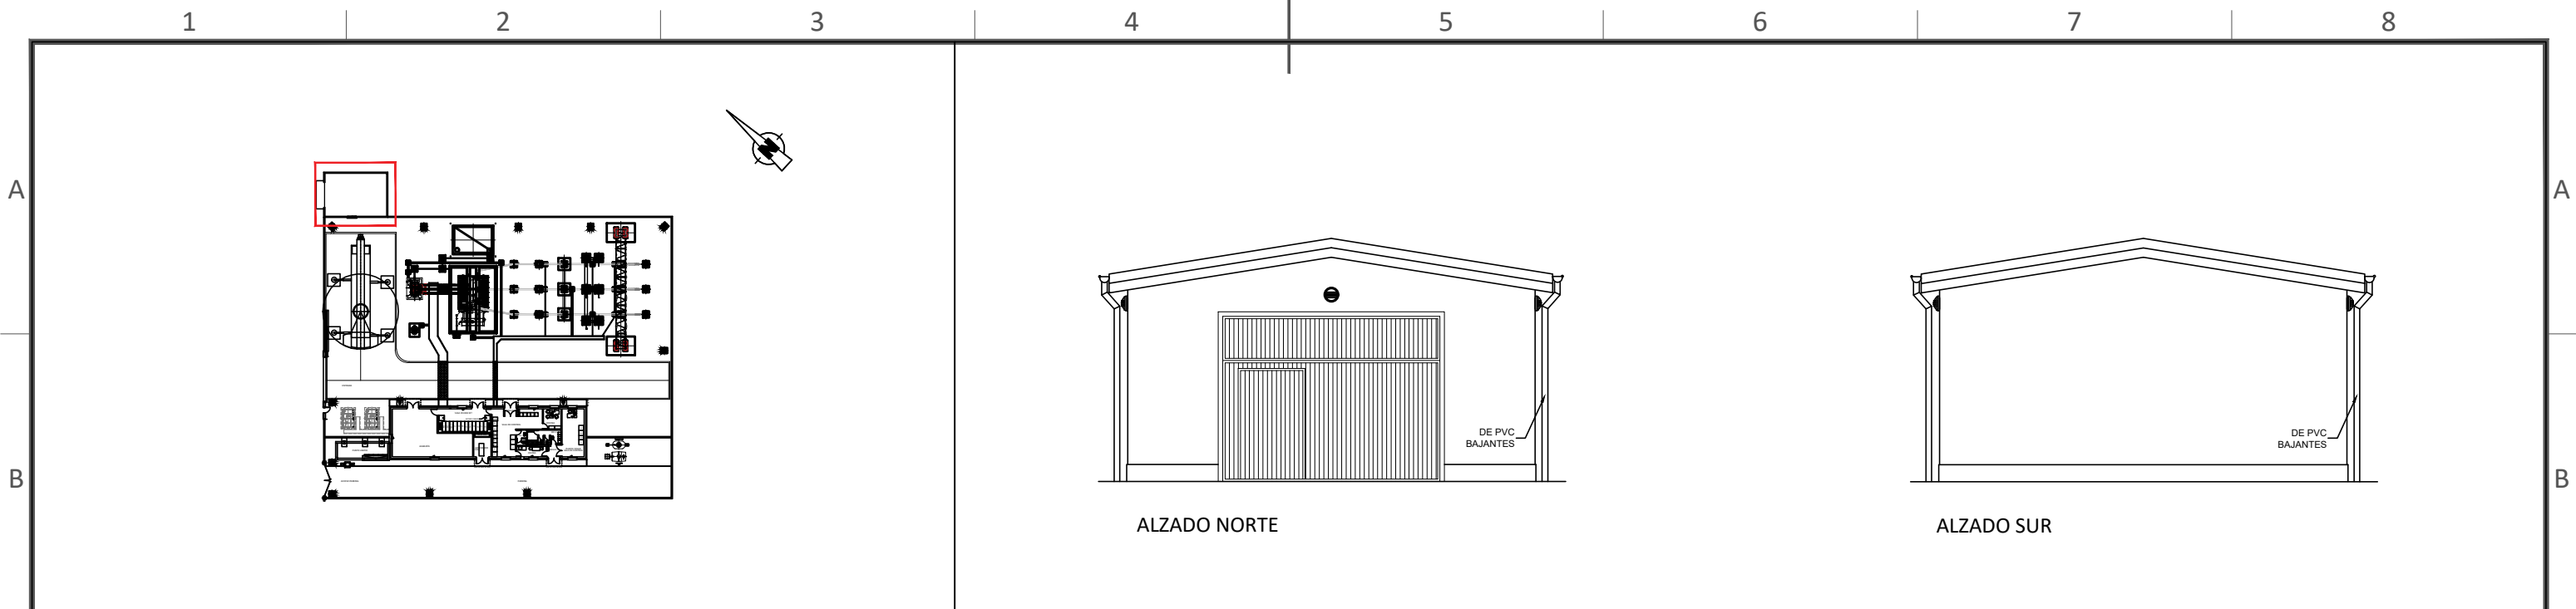 1 2 3 4 5 6 7 8
A A
N
DE PVC
BAJANTES
DE PVC
BAJANTES
B B
ALZADO NORTE
ALZADO SUR